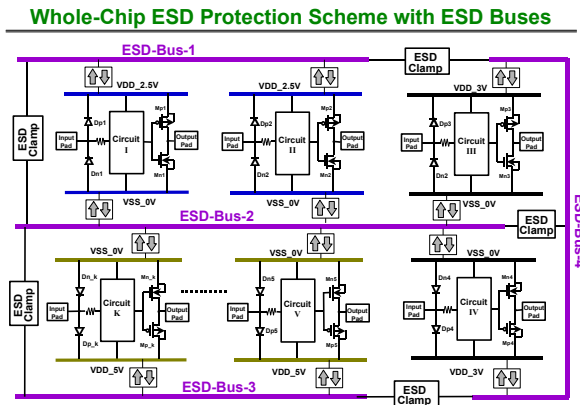 Whole-Chip ESD Protection Scheme with ESD Buses
ESD-Bus-1
ESD
Clamp
VDD_2.5V
VDD_2.5V
VDD_3V
ESD
Clamp
Mp1
Mp2
Mp3
Dp1
Dp2
Dp3
Input
Pad
Circuit
I
Output
Pad
Input
Pad
Circuit
II
Output
Pad
Input
Pad
Circuit
III
Output
Pad
Dn1
Mn1
Dn2
Mn2
Dn2
Mn3
VSS_0V
VSS_0V
VSS_0V
ESD-Bus-2
ESD
Clamp
ESD-Bus-4
VSS_0V
VSS_0V
VSS_0V
ESD
Clamp
Dn_k
Mn_k
Dn5
Mn5
Dn4
Mn4
Input
Pad
Circuit
K
Output
Pad
Input
Pad
Circuit
V
Output
Pad
Input
Pad
Circuit
IV
Output
Pad
Dp_k
Mp_k
Dp5
Mp5
Dp4
Mp4
VDD_5V
VDD_5V
VDD_3V
ESD-Bus-3
ESD
Clamp